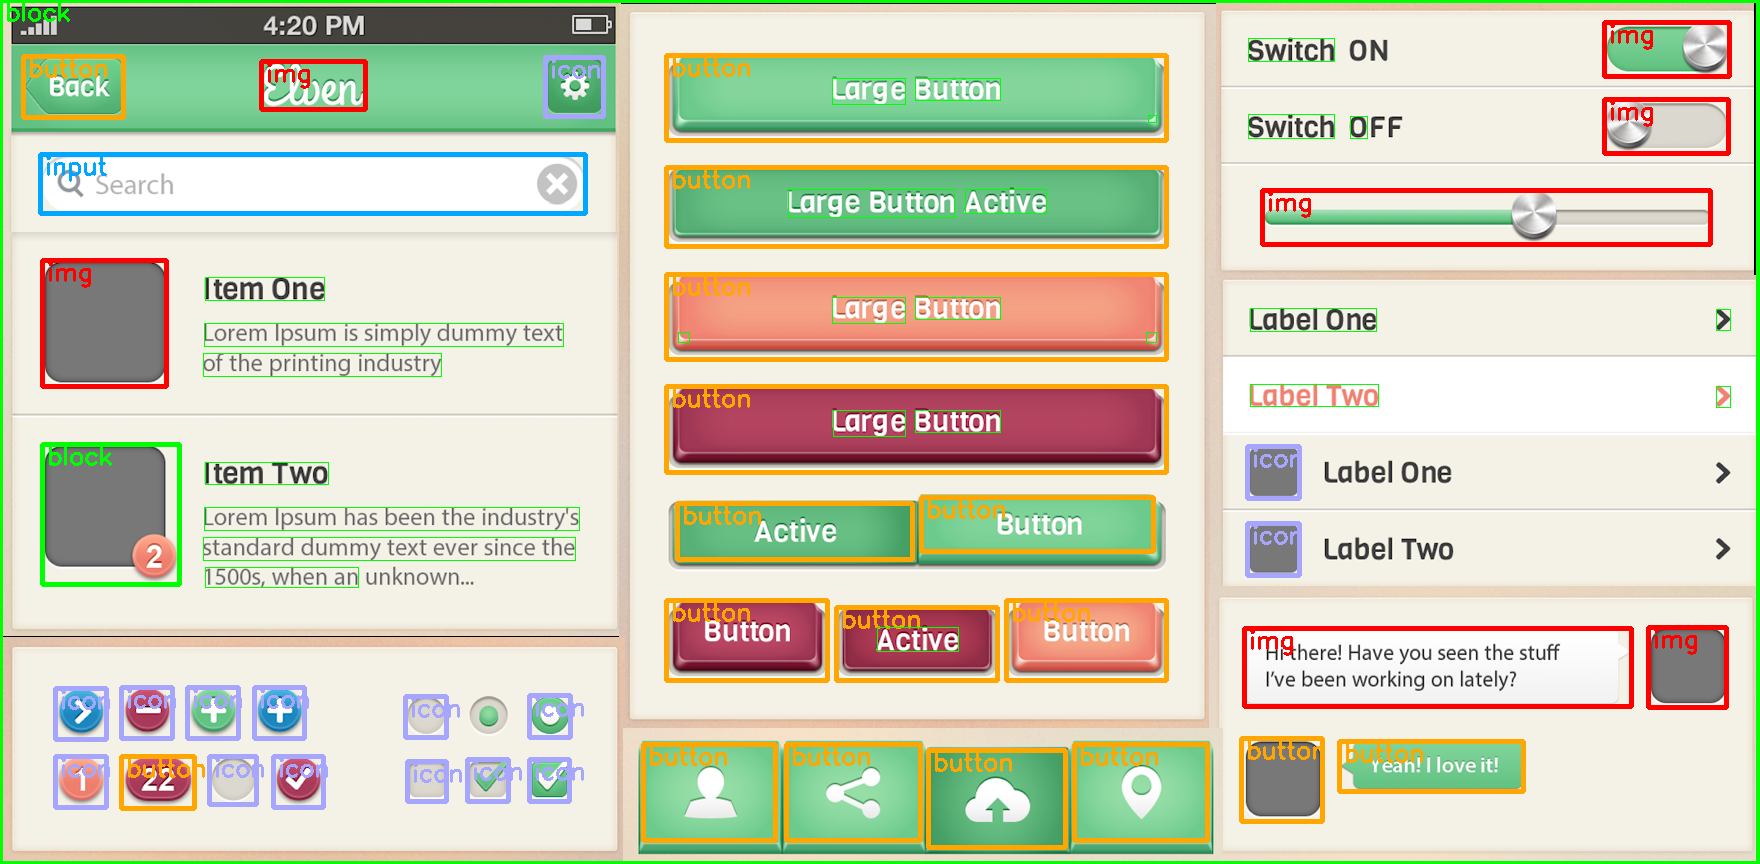 block
4:20 PM
button
Back
img
Elven
icon
input
Search
img
Item One
Lorem Ipsum is simply dummy text
of the printing industry
block
Item Two
Lorem Ipsum has been the industry's
standard dummy text ever since the
1500s, when an unknown...
2
icon icon icon icon
icon icon
icon button icon icon
1 22
icon icon icon
button
Large Button
button
Large Button Active
button
Large Button
button
Large Button
button button
Active Button
button button button
Button Active Button
button button button button
Switch ON
img
Switch OFF
img
img
Label One
Label Two
icon
Label One
icon
Label Two
img
Hi there! Have you seen the stuff
I've been working on lately?
img
button
button
Yeah! I love it!